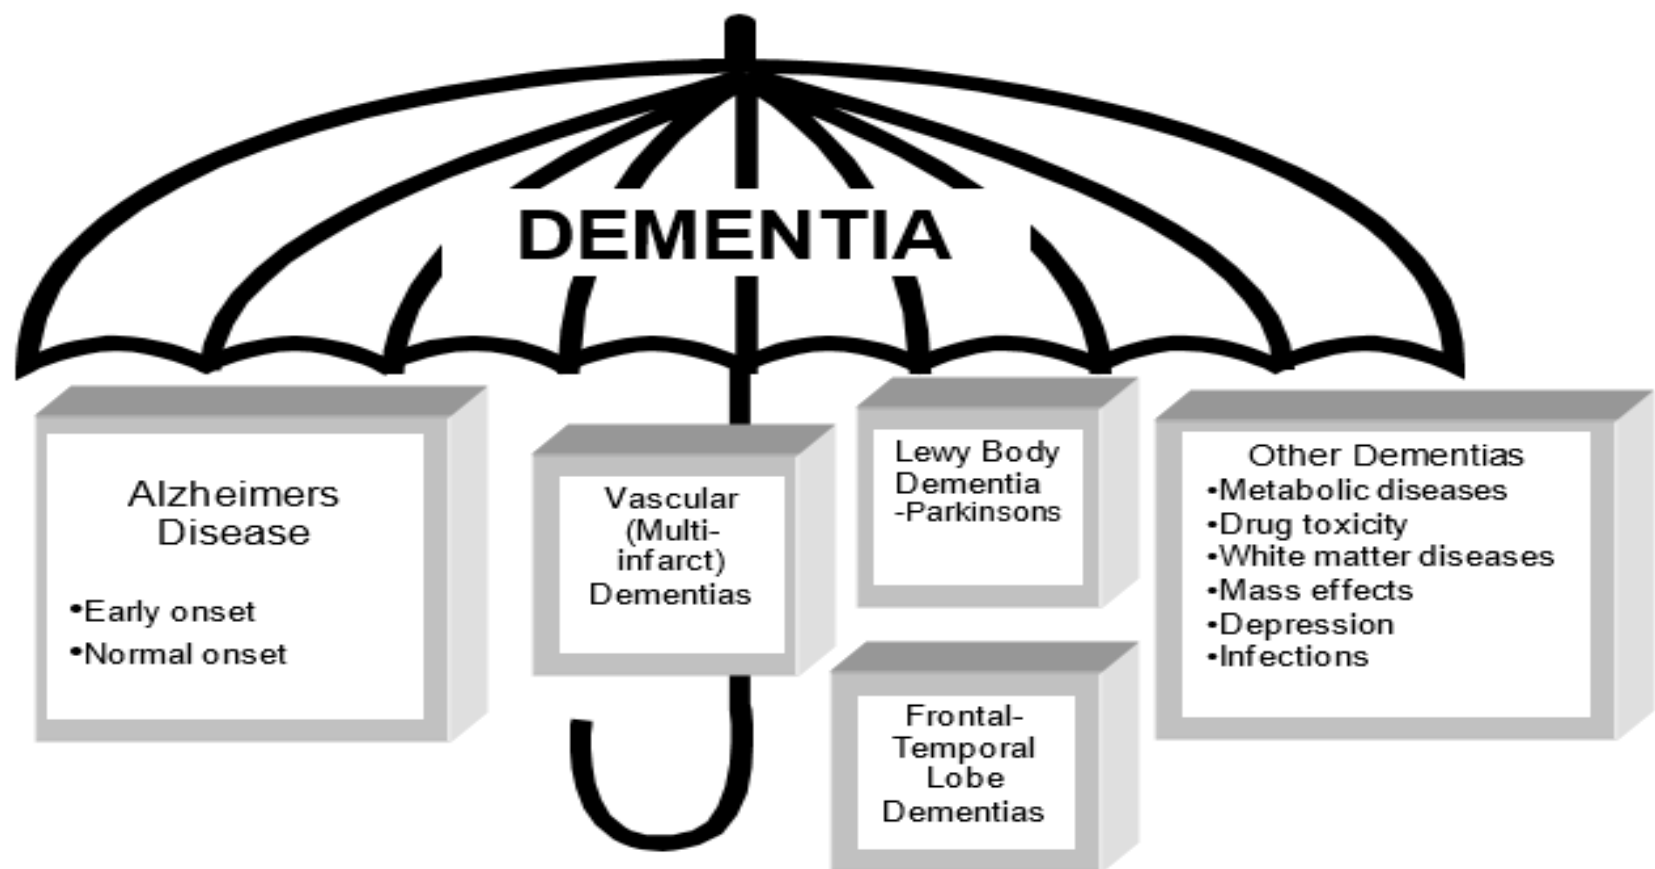 DEMENTIA
Alzheimers
Disease
•Early onset
•Normal onset
Vascular
(Multi-
infarct)
Dementias
Lewy Body
Dementia
-Parkinsons
Frontal-
Temporal
Lobe
Dementias
Other Dementias
•Metabolic diseases
•Drug toxicity
•White matter diseases
•Mass effects
•Depression
•Infections